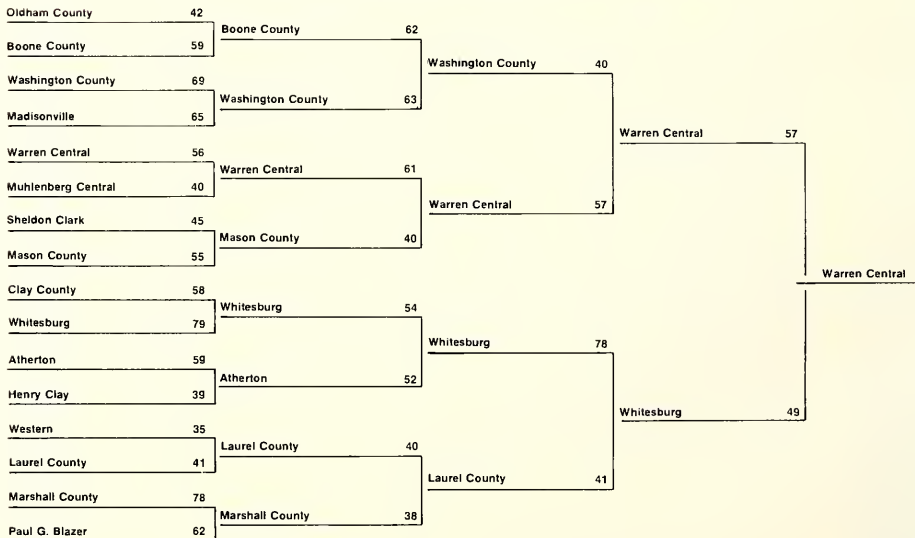 Oldham County 42
Boone County 59
Washington County 69
Madisonville 65
Warren Central 56
Muhlenberg Central 40
Sheldon Clark 45
Mason County 55
Clay County 58
Whitesburg 79
Atherton 59
Henry Clay 39
Western 35
Laurel County 41
Marshall County 78
Paul G. Blazer 62
Boone County 62
Washington County 63
Warren Central 61
Mason County 40
Whitesburg 54
Atherton 52
Laurel County 40
Marshall County 38
Washington County 40
Warren Central 57
Whitesburg 78
Laurel County 41
Warren Central 57
Whitesburg 49
Warren Central